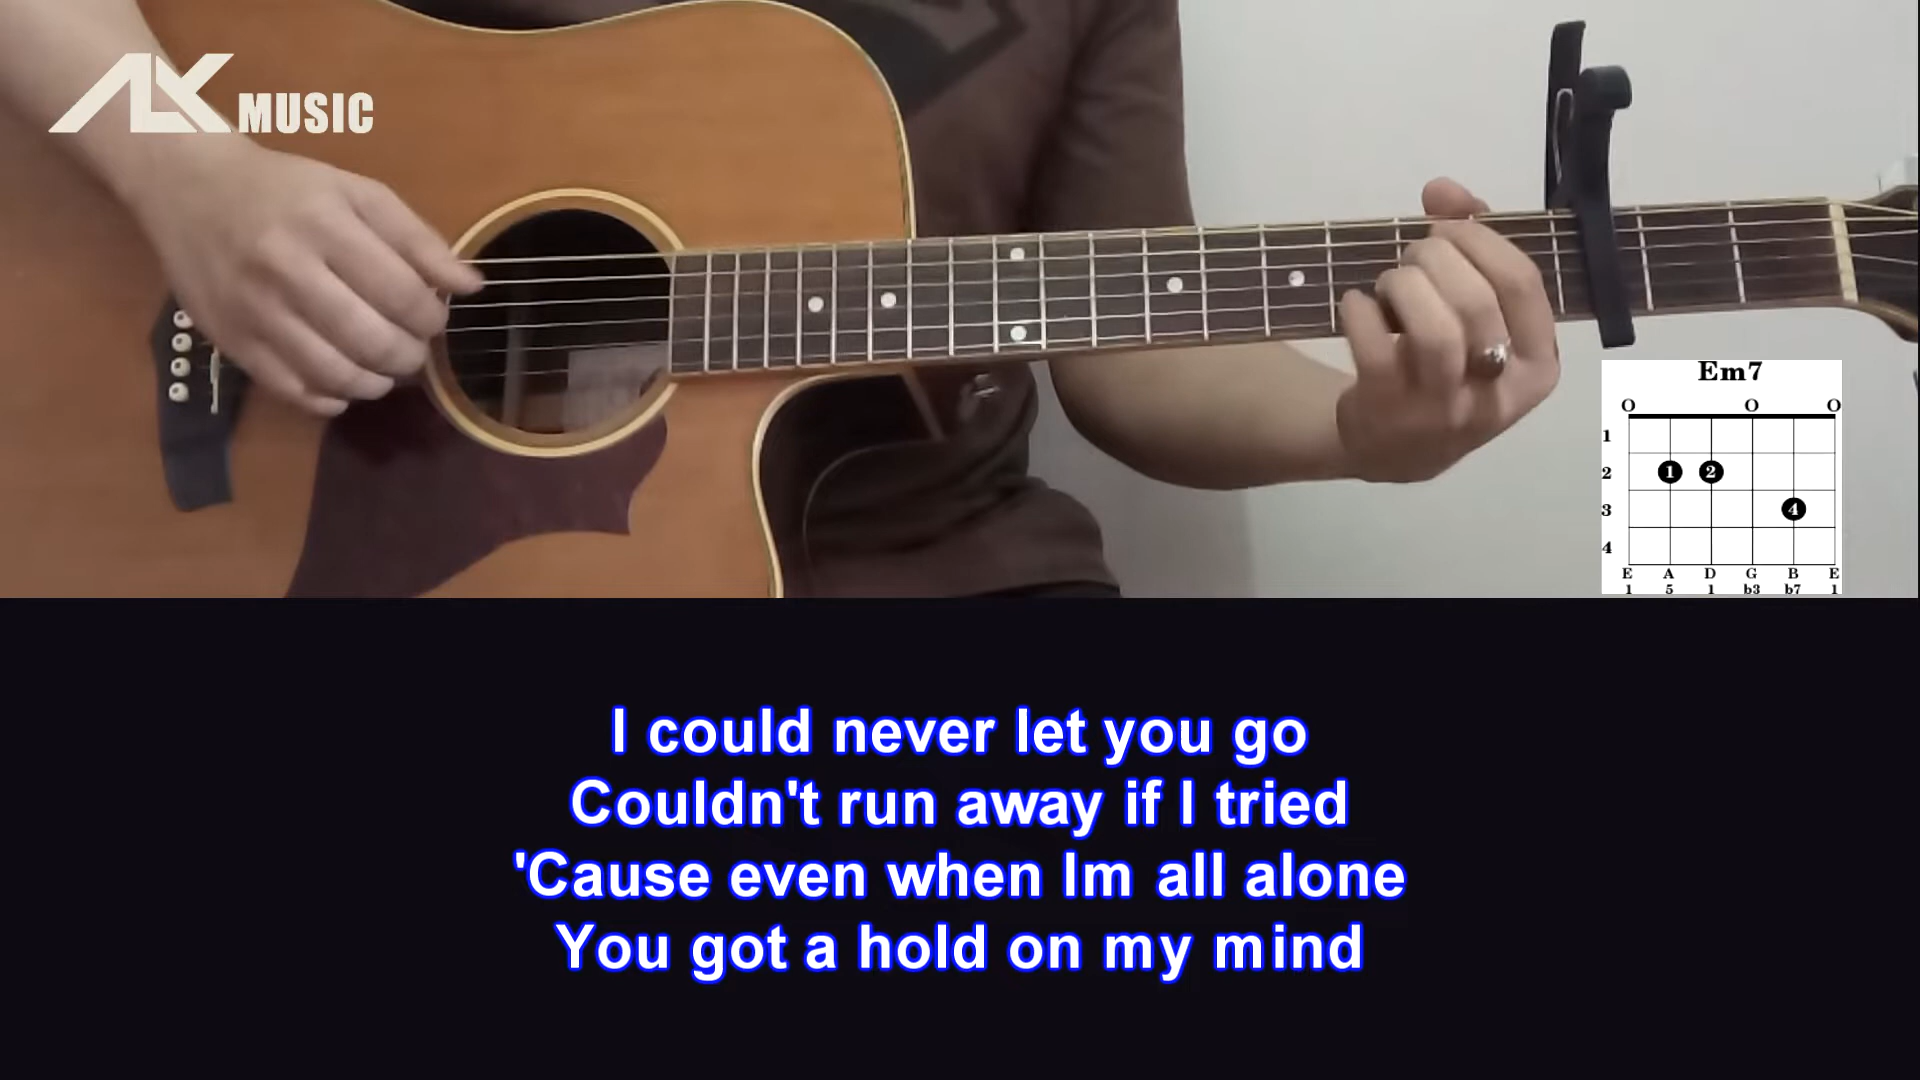 ALK MUSIC
Em7
O O O
1
1 2
2
3
4
4
E A D G B E
1 5 1 b3 b7 1
I could never let you go
Couldn't run away if I tried
'Cause even when Im all alone
You got a hold on my mind